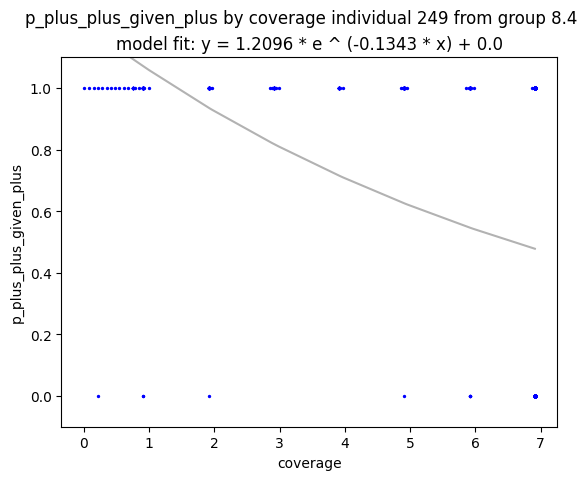 p_plus_plus_given_plus by coverage individual 249 from group 8.4
model fit: y = 1.2096 * e ^ (-0.1343 * x) + 0.0
1.0
0.8
0.6
0.4
0.2
0.0
p_plus_plus_given_plus
0 1 2 3 4 5 6 7
coverage